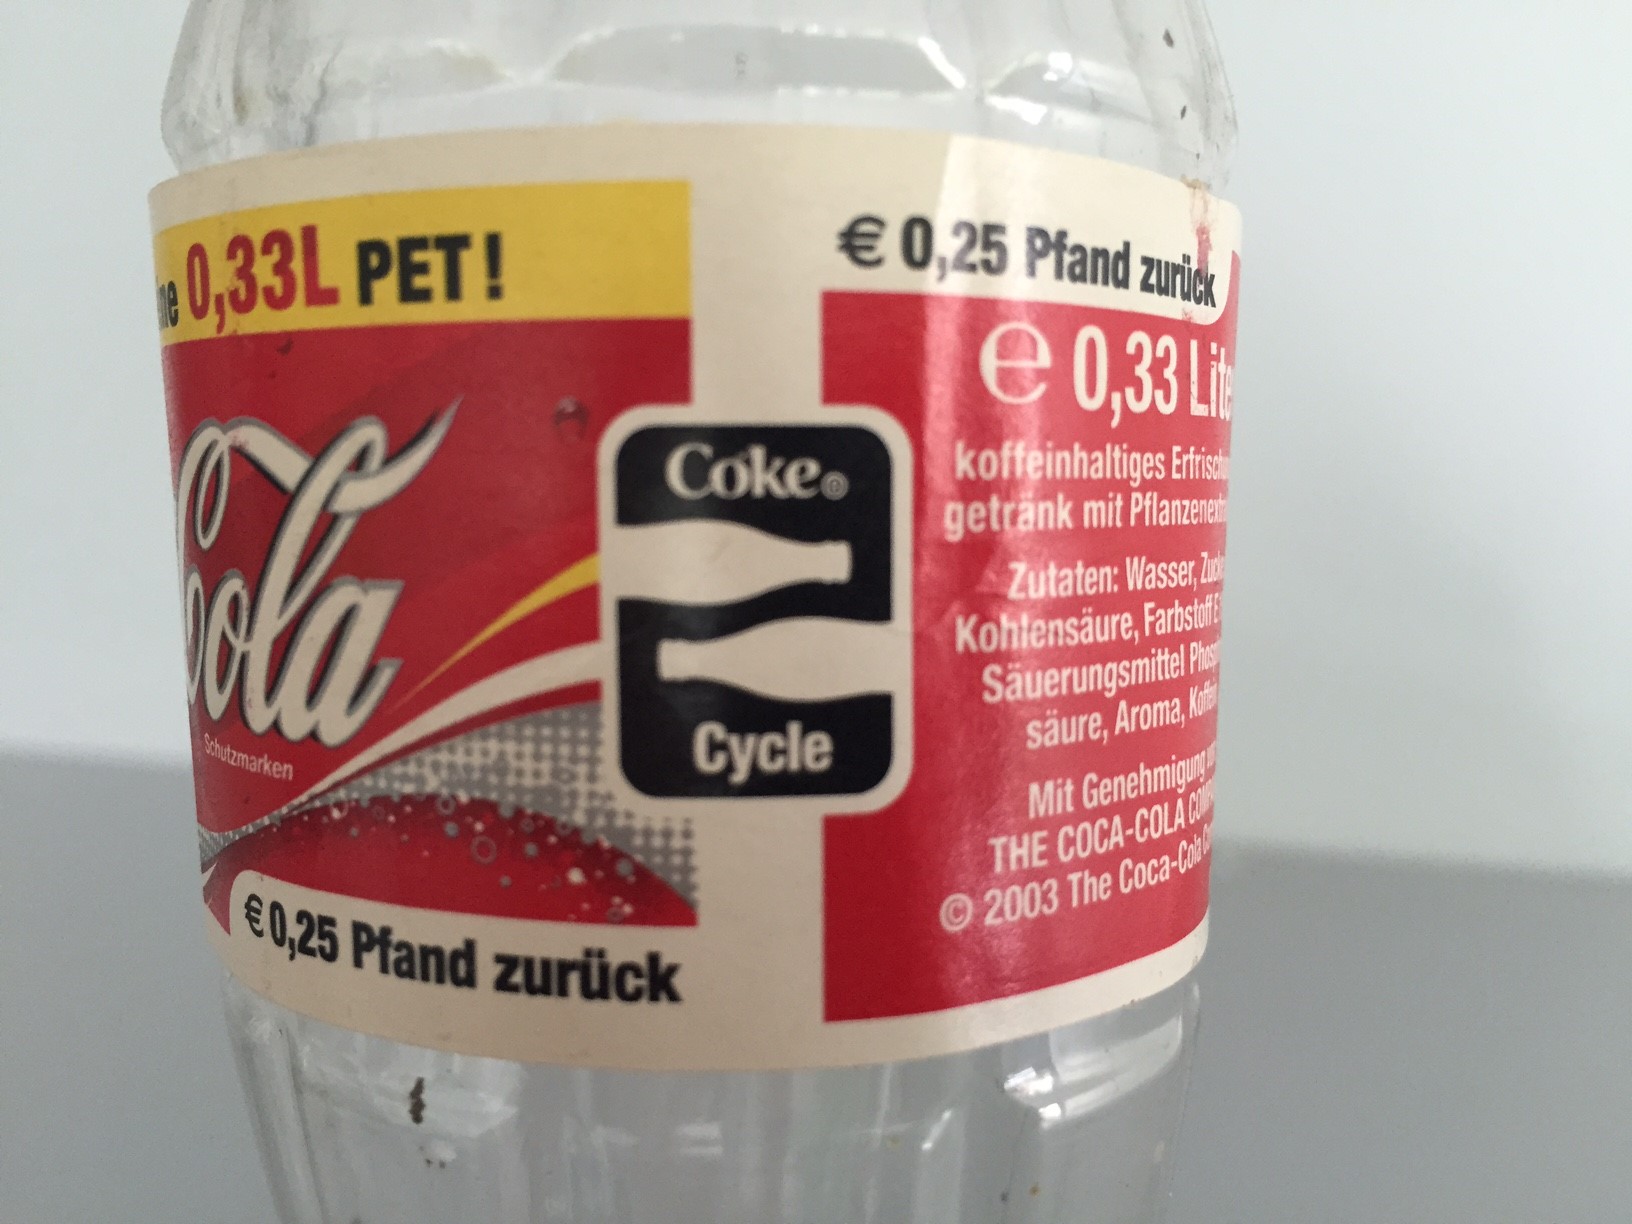 0,33L PET!
Cola
Schutzmarken
€ 0,25 Pfand zurück
Coke
Cycle
€ 0,25 Pfand zurück
e 0,33
koffeinhaltiges
getränk mit
Zutaten: Wasser,
Kohlensäure, Farbstoff
Säuerungsmittel
säure, Aroma,
Mit Genehmigung
THE COCA-COLA
© 2003 The Coca-Cola